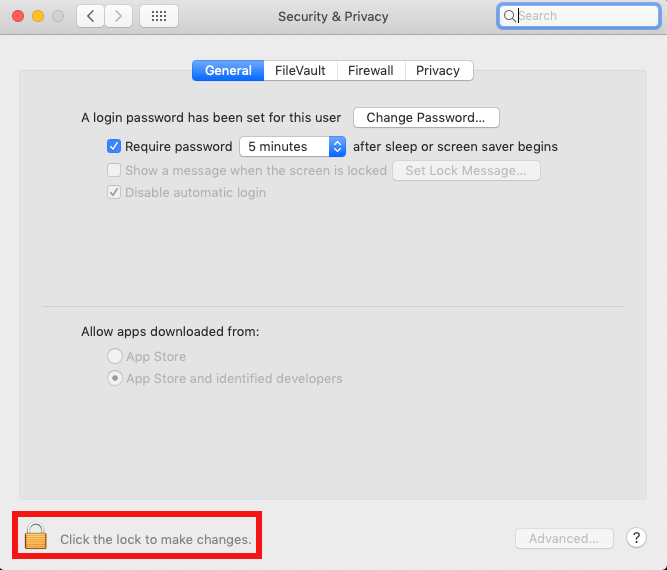 Security & Privacy
Search
General FileVault Firewall Privacy
A login password has been set for this user Change Password...
Require password 5 minutes after sleep or screen saver begins
Show a message when the screen is locked Set Lock Message...
Disable automatic login
Allow apps downloaded from:
App Store
App Store and identified developers
Click the lock to make changes.
Advanced... ?